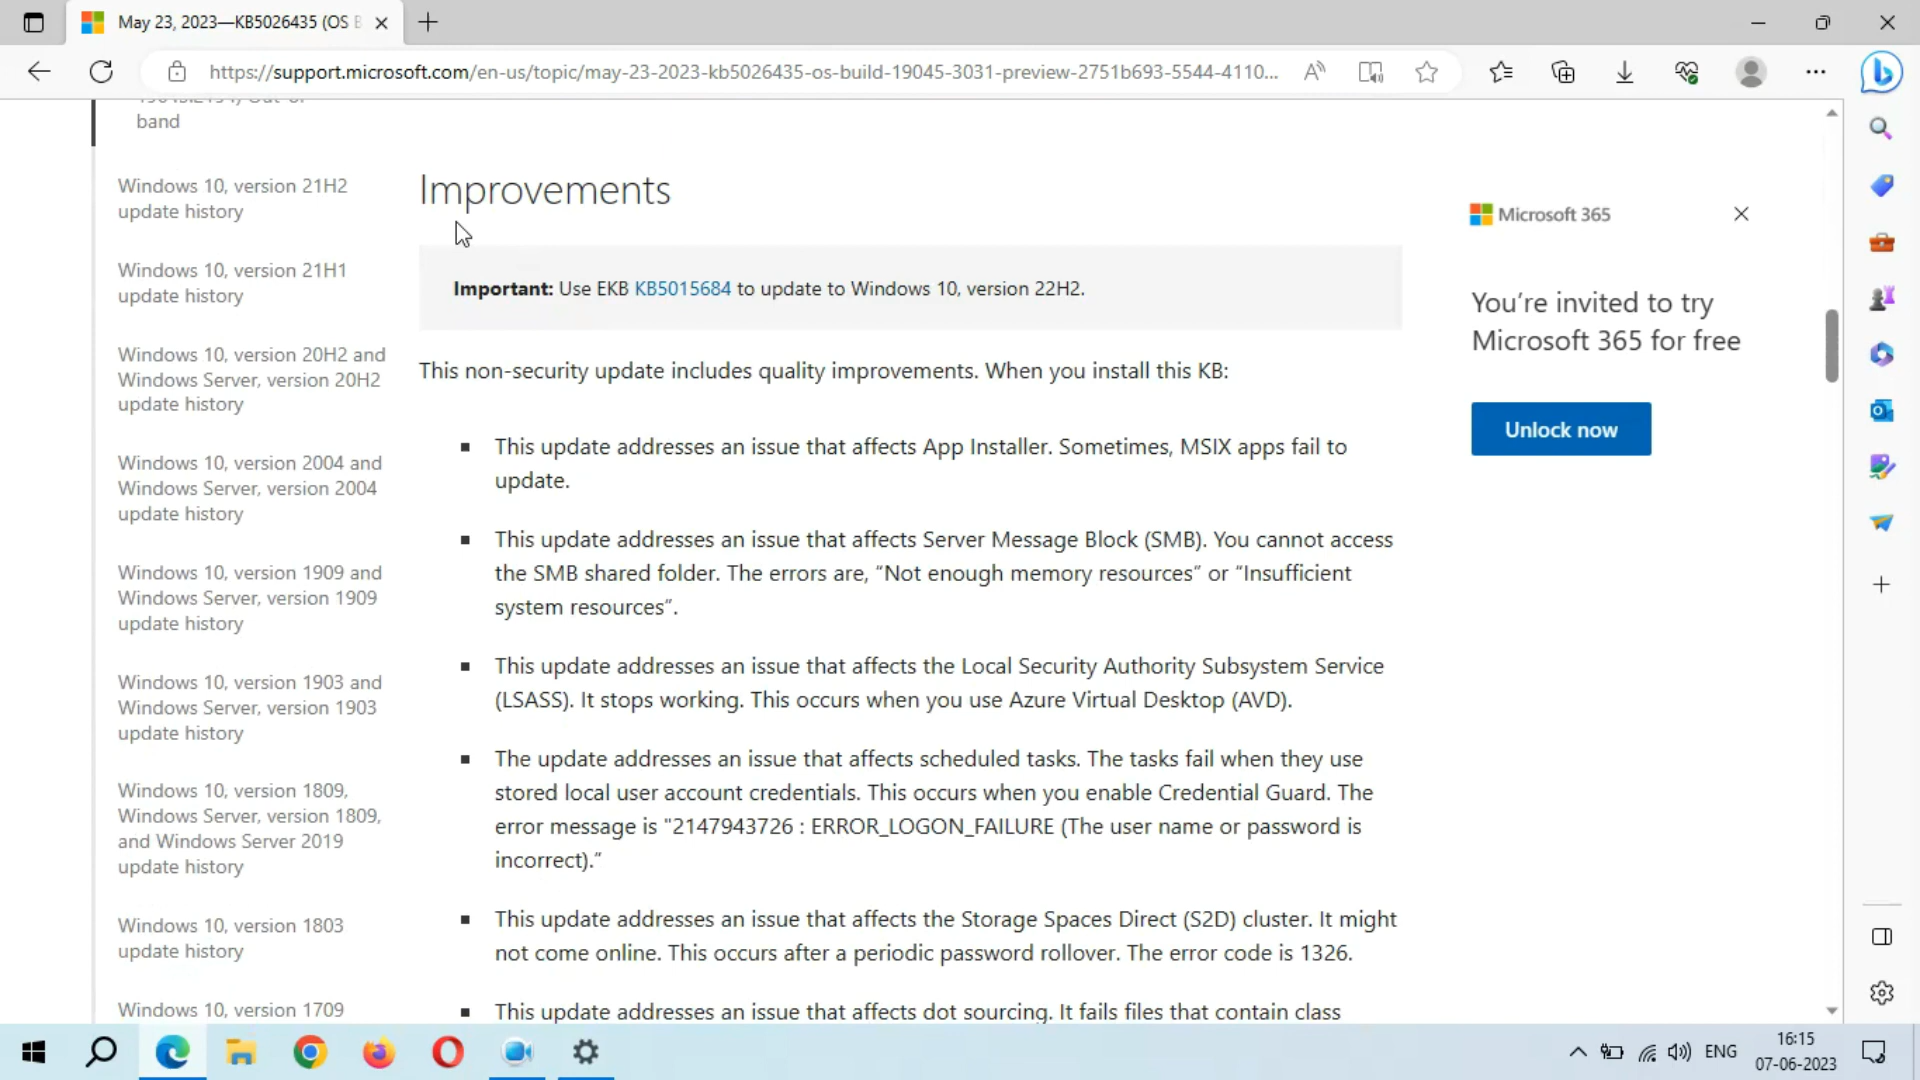 May 23, 2023—KB5026435 (OS B
https://support.microsoft.com/en-us/topic/may-23-2023-kb5026435-os-build-19045-3031-preview-2751b693-5544-4110...
band
Windows 10, version 21H2
update history
Windows 10, version 21H1
update history
Windows 10, version 20H2 and
Windows Server, version 20H2
update history
Windows 10, version 2004 and
Windows Server, version 2004
update history
Windows 10, version 1909 and
Windows Server, version 1909
update history
Windows 10, version 1903 and
Windows Server, version 1903
update history
Windows 10, version 1809,
Windows Server, version 1809,
and Windows Server 2019
update history
Windows 10, version 1803
update history
Windows 10, version 1709
Improvements
Important: Use EKB KB5015684 to update to Windows 10, version 22H2.
This non-security update includes quality improvements. When you install this KB:
This update addresses an issue that affects App Installer. Sometimes, MSIX apps fail to
update.
This update addresses an issue that affects Server Message Block (SMB). You cannot access
the SMB shared folder. The errors are, “Not enough memory resources” or “Insufficient
system resources”.
This update addresses an issue that affects the Local Security Authority Subsystem Service
(LSASS). It stops working. This occurs when you use Azure Virtual Desktop (AVD).
The update addresses an issue that affects scheduled tasks. The tasks fail when they use
stored local user account credentials. This occurs when you enable Credential Guard. The
error message is "2147943726 : ERROR_LOGON_FAILURE (The user name or password is
incorrect).”
This update addresses an issue that affects the Storage Spaces Direct (S2D) cluster. It might
not come online. This occurs after a periodic password rollover. The error code is 1326.
This update addresses an issue that affects dot sourcing. It fails files that contain class
Microsoft 365
You’re invited to try
Microsoft 365 for free
Unlock now
ENG
16:15
07-06-2023